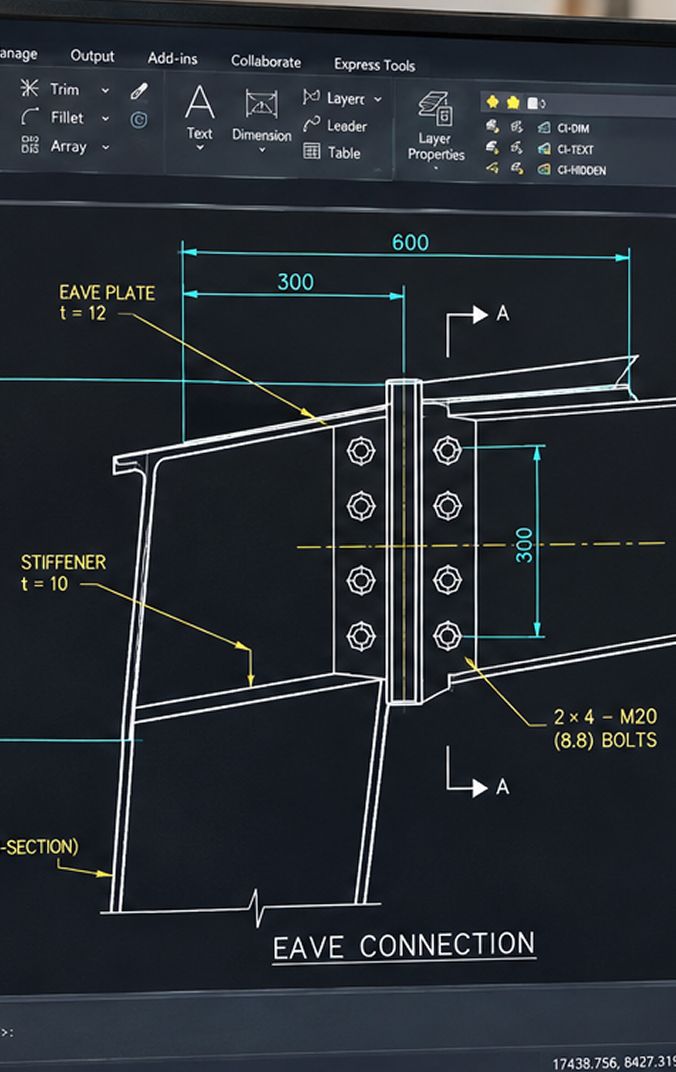 anage Output Add-ins Collaborate Express Tools
Trim
Fillet
Array
Text
Dimension
Layerc
Leader
Table
Layer
Properties
CI-DIM
CI-TEXT
CI-HIDDEN
600
300
EAVE PLATE
t = 12
A
300
STIFFENER
t = 10
2 × 4 - M20
(8.8) BOLTS
A
-SECTION)
EAVE CONNECTION
>:
17438.756, 8427.319